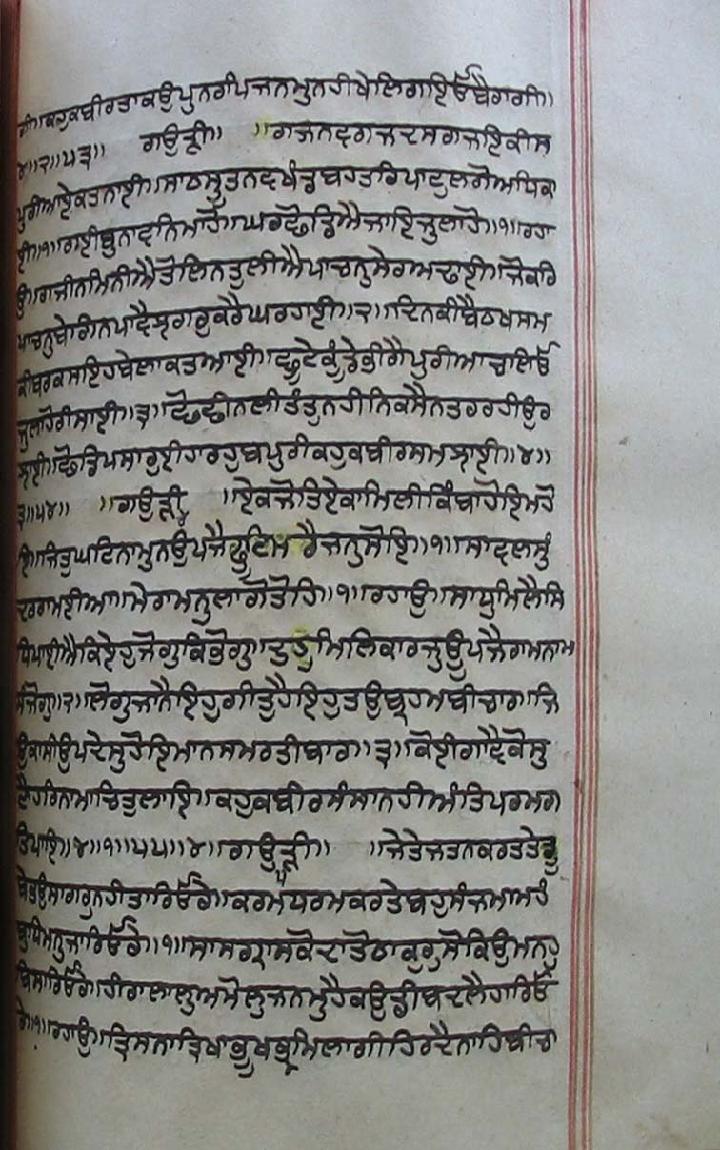 ਗੀ॥ਕਹੁਕਬੀਰਤਾਕਉਪੁਨਰਪਿਜਨਮੁਨਹੀਖੇਲਿਗਇਓਬੈਰਾਗੀ॥
੪॥੨॥੫੩॥ ਗਉੜੀ॥ ॥ਗਜਨਵਗਜਦਸਗਜਇਕੀਸ
ਪੁਰੀਆਏਕਤਨਾਈ॥ਸਾਠਸੂਤਨਵਖੰਡਬਹਤਰਿਪਾਟੁਲਗੋਅਧਿਕਾ
ਈ॥੧॥ਗਈਬੁਨਾਵਨਿਮਾਹੋ॥ਘਰਛੋਡਿਐਜਾਇਜੁਲਾਹੋ॥੧॥ਰਹਾ
ਉ॥ਗਜੀਨਮਿਨੀਐਤੋਲਿਨਤੁਲੀਐਪਾਚਨੁਸੇਰਅਢਾਈ॥ਜੋਕਰਿ
ਪਾਚਨੁਬੇਗਿਨਪਾਵੈਝਗਰੁਕਰੈਘਰਹਾਈ॥੨॥ਦਿਨਕੀਬੈਠਖਸਮ
ਕੀਬਰਕਸਇਹਬੇਲਾਕਤਆਈ॥ਛੂਟੇਕੂੰਡੇਭੀਗੈਪੁਰੀਆਚਲਿਓ
ਜੁਲਾਹੋਰੀਸਾਈ॥੩॥ਛੋਛੀਨਲੀਤੰਤੁਨਹੀਨਿਕਸੈਨਤਰਰਹੀਉਰ
ਝਾਈ॥ਛੋਡਿਪਸਾਰੁਈਹਾਰਹੁਬਪੁਰੀਕਹੁਕਬੀਰਸਮਝਾਈ॥੪॥
੩॥੫੪॥ ॥ਗਉੜੀ ॥ਏਕਜੋਤਿਏਕਾਮਿਲੀਕਿੰਬਾਹੋਇਮਹੋ
ਇ॥ਜਿਤੁਘਟਿਨਾਮੁਨਉਪਜੈਫੂਟਿਮਰੈਜਨੁਸੋਇ॥੧॥ਸਾਵਲਸੁੰ
ਦਰਰਾਮਈਆ॥ਮੇਰਾਮਨੁਲਾਗੋਤੋਹਿ॥੧॥ਰਹਾਉ॥ਸਾਧੁਮਿਲੈਸਿ
ਧਿਪਾਈਐਕਿਏਹੁਜੋਗੁਕਿਭੋਗੁ॥ਦੁਹੁਮਿਲਿਕਾਰਜੁਊਪਜੈਰਾਮਨਾਮ
ਸੰਜੋਗੁ॥੨॥ਲੋਗੁਜਾਨੈਇਹੁਗੀਤੁਹੈਇਹੁਤਉਬ੍ਰਹਮਬੀਚਾਰ॥ਜਿ
ਉਕਾਸੀਉਪਦੇਸੁਹੋਇਮਾਨਸਮਰਤੀਬਾਰ॥੩॥ਕੋਈਗਾਵੈਕੋਸੁ
ਣੈਹਰਿਨਾਮਾਚਿਤੁਲਾਇ॥ਕਹੁਕਬੀਰਸੰਸਾਨਹੀਅੰਤਿਪਰਮਗ
ਤਿਪਾਇ॥੪॥੧॥੫੫॥੪॥ਗਉੜੀ॥ ॥ਜੇਤੇਜਤਨਕਰਤਤੇਡੂ
ਬੇਭਉਸਾਗਰੁਨਹੀਤਾਰਿਓਰੇ॥ਕਰਮਧਰਮਕਰਤੇਬਹੁਸੰਜਮਅਹੰ
ਬੁਧਿਮਨੁਜਾਰਿਓਰੇ॥੧॥ਸਾਸਗ੍ਰਾਸਕੋਦਾਤੋਠਾਕੁਰੁਸੋਕਿਉਮਨਹੁ
ਬਿਸਾਰਿਓਰੇ॥ਹੀਰਾਲਾਲੁਅਮੋਲੁਜਨਮੁਹੈਕਉਡੀਬਦਲੈਹਾਰਿਓ
ਰੇ॥੧॥ਰਹਾਉ॥ਤ੍ਰਿਸਨਾਤ੍ਰਿਖਾਭੂਖਭ੍ਰਮਿਲਾਗੀਹਿਰਦੈਨਾਹਿਬੀਚਾ